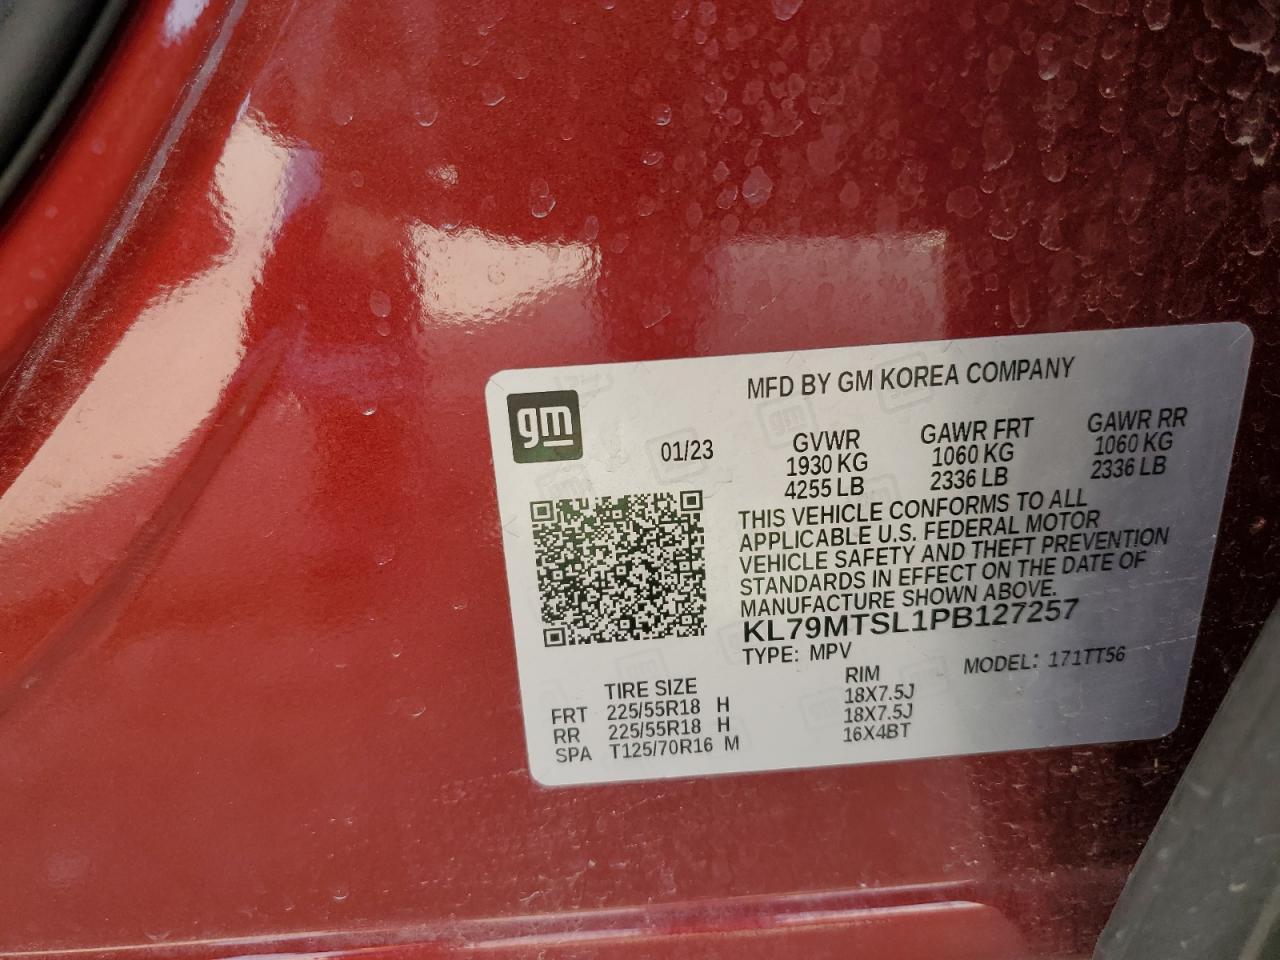 gm
MFD BY GM KOREA COMPANY
01/23
GVWR
1930 KG
4255 LB
GAWR FRT
1060 KG
2336 LB
GAWR RR
1060 KG
2336 LB
THIS VEHICLE CONFORMS TO ALL
APPLICABLE U.S. FEDERAL MOTOR
VEHICLE SAFETY AND THEFT PREVENTION
STANDARDS IN EFFECT ON THE DATE OF
MANUFACTURE SHOWN ABOVE.
KL79MTSL1PB127257
TYPE: MPV
MODEL: 171TT56
TIRE SIZE RIM
FRT 225/55R18 H 18X7.5J
RR 225/55R18 H 18X7.5J
SPA T125/70R16 M 16X4BT